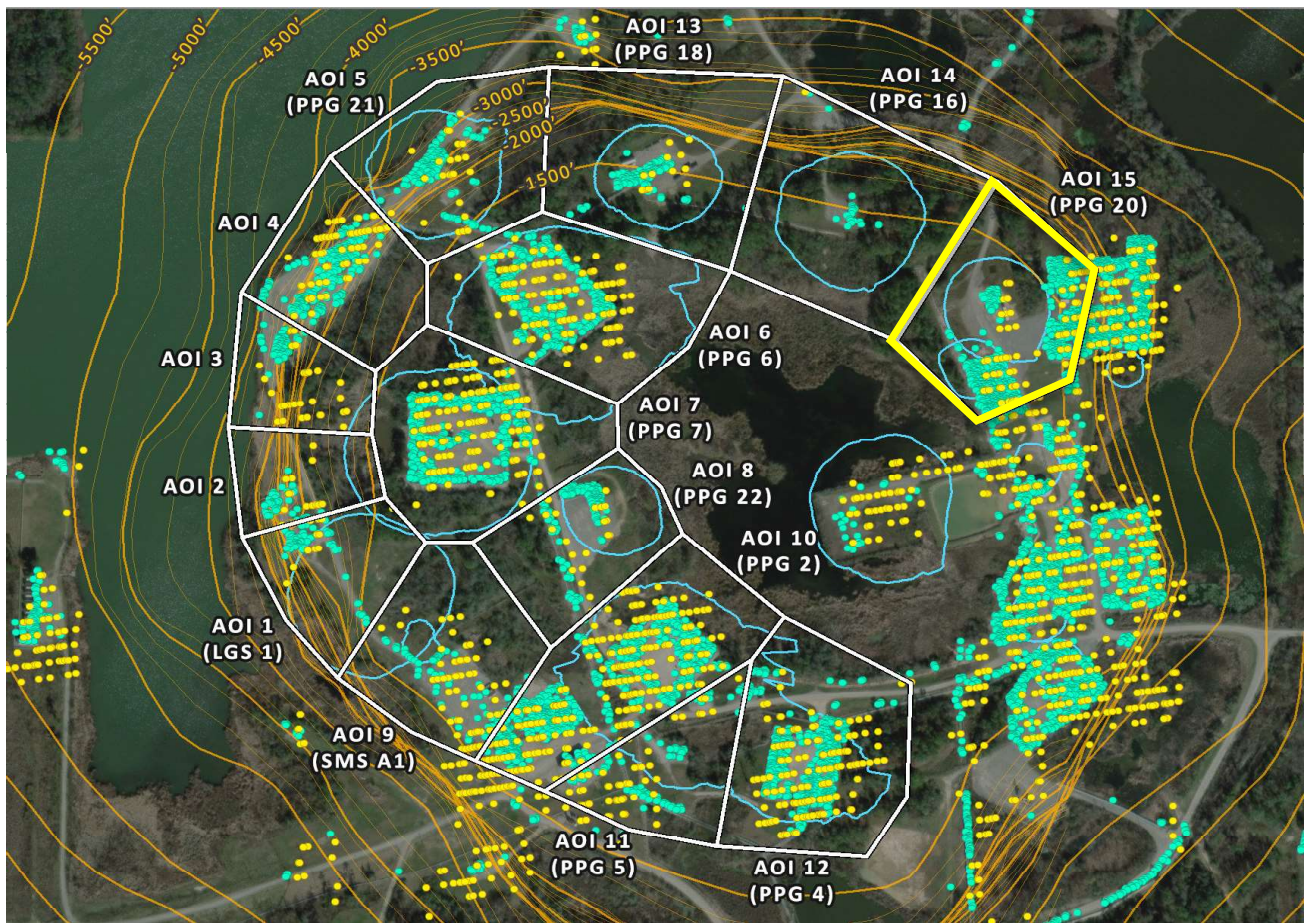 -5500'
-5000'
-4500'
-4000'
-3500'
-3000'
-2500'
-2000'
-1500'
AOI 13
(PPG 18)
AOI 14
(PPG 16)
AOI 5
(PPG 21)
AOI 15
(PPG 20)
AOI 4
AOI 3
AOI 6
(PPG 6)
AOI 7
(PPG 7)
AOI 8
(PPG 22)
AOI 2
AOI 10
(PPG 2)
AOI 1
(LGS 1)
AOI 9
(SMS A1)
AOI 11
(PPG 5)
AOI 12
(PPG 4)